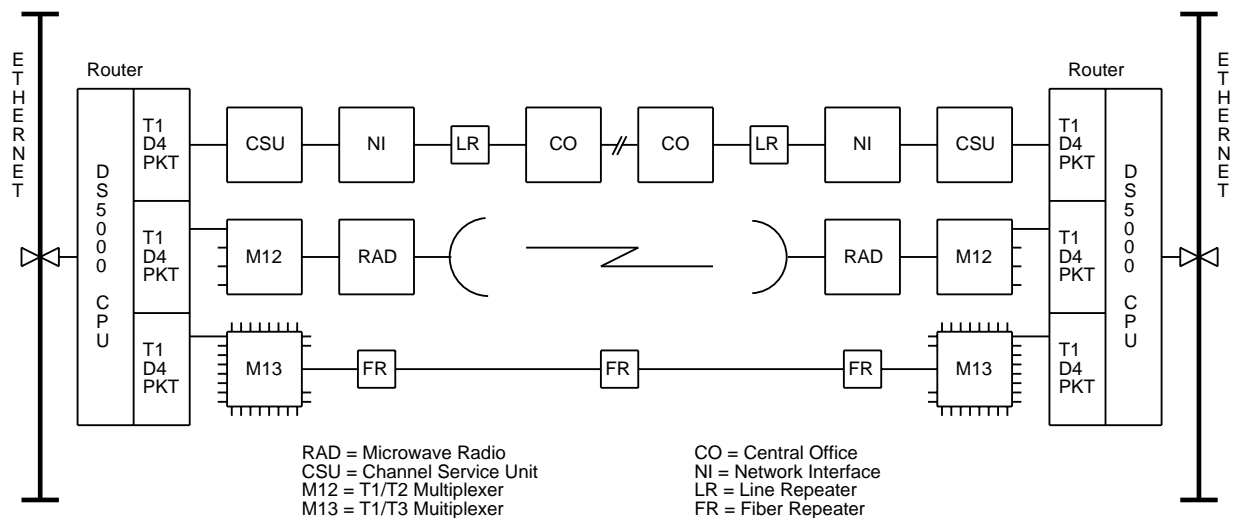 ETHERNET
Router
DS5000 CPU
T1
D4
PKT
CSU
NI
LR
CO
CO
LR
NI
CSU
T1
D4
PKT
Router
DS5000 CPU
ETHERNET
T1
D4
PKT
M12
RAD
RAD
M12
T1
D4
PKT
T1
D4
PKT
M13
FR
FR
FR
M13
T1
D4
PKT
RAD = Microwave Radio
CSU = Channel Service Unit
M12 = T1/T2 Multiplexer
M13 = T1/T3 Muitiplexer
CO = Central Office
NI = Network Interface
LR = Line Repeater
FR = Fiber Repeater